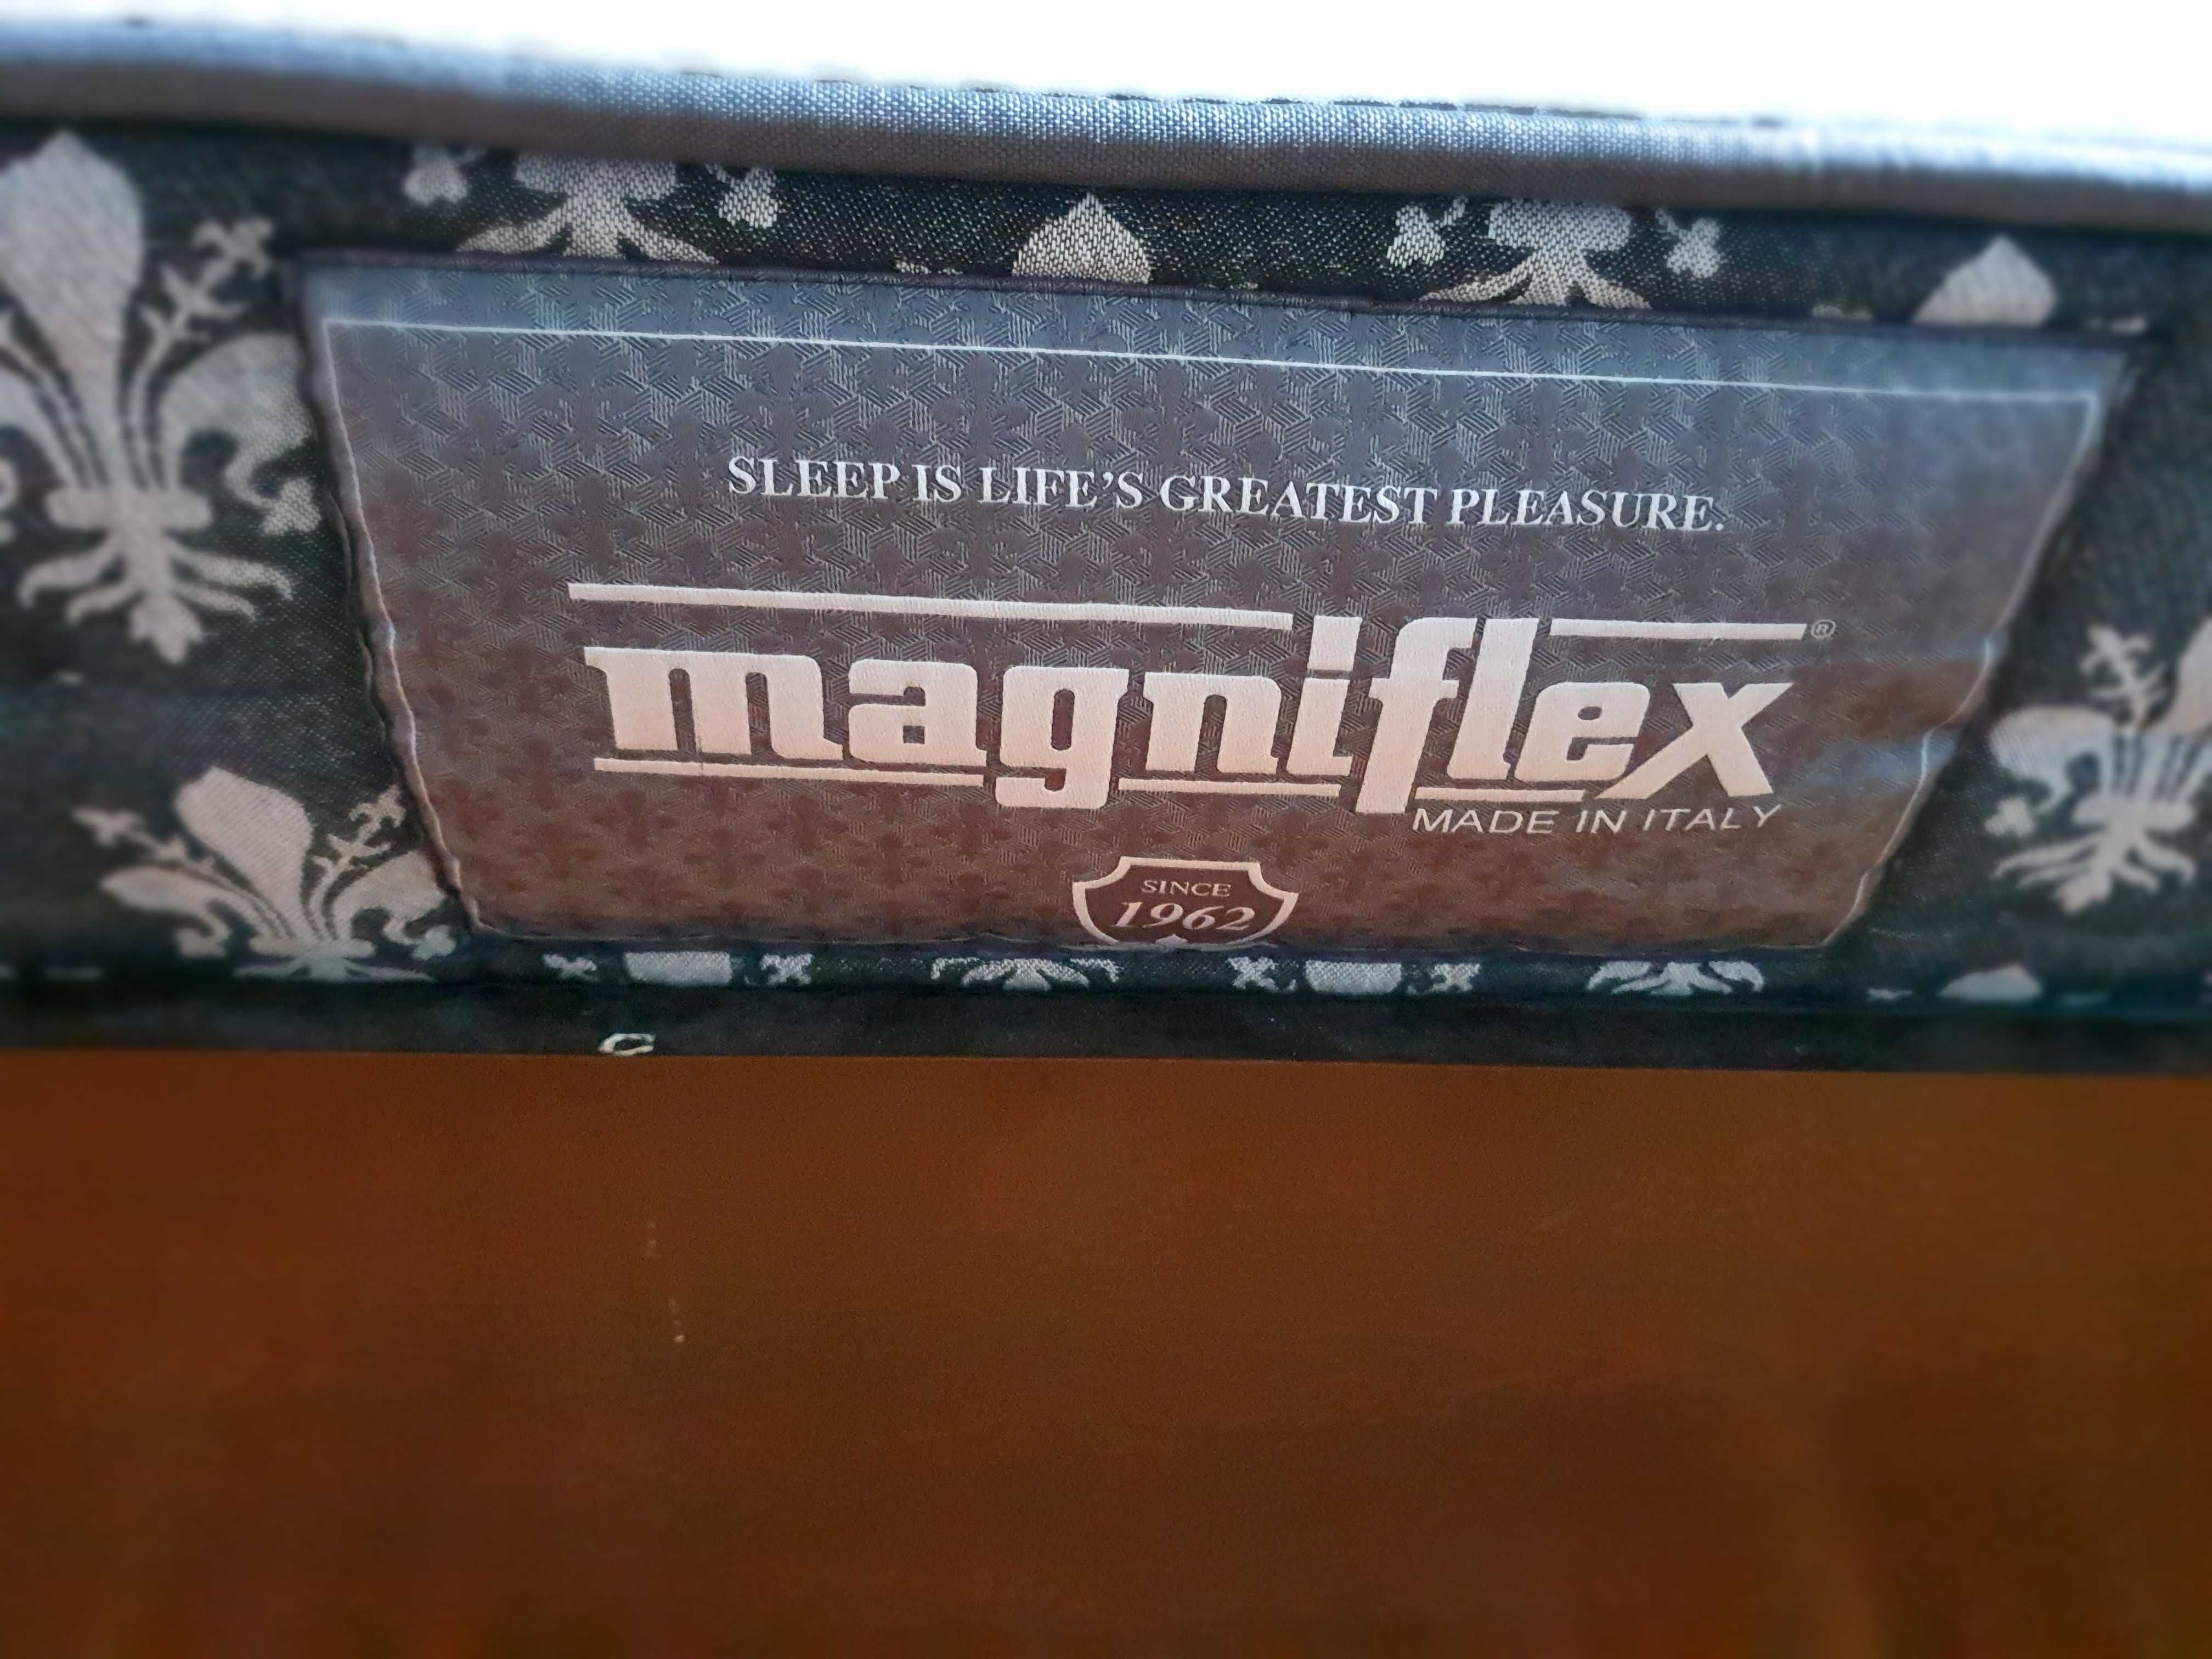 SLEEP IS LIFE'S GREATEST PLEASURE.
magniflex®
MADE IN ITALY
SINCE
1962